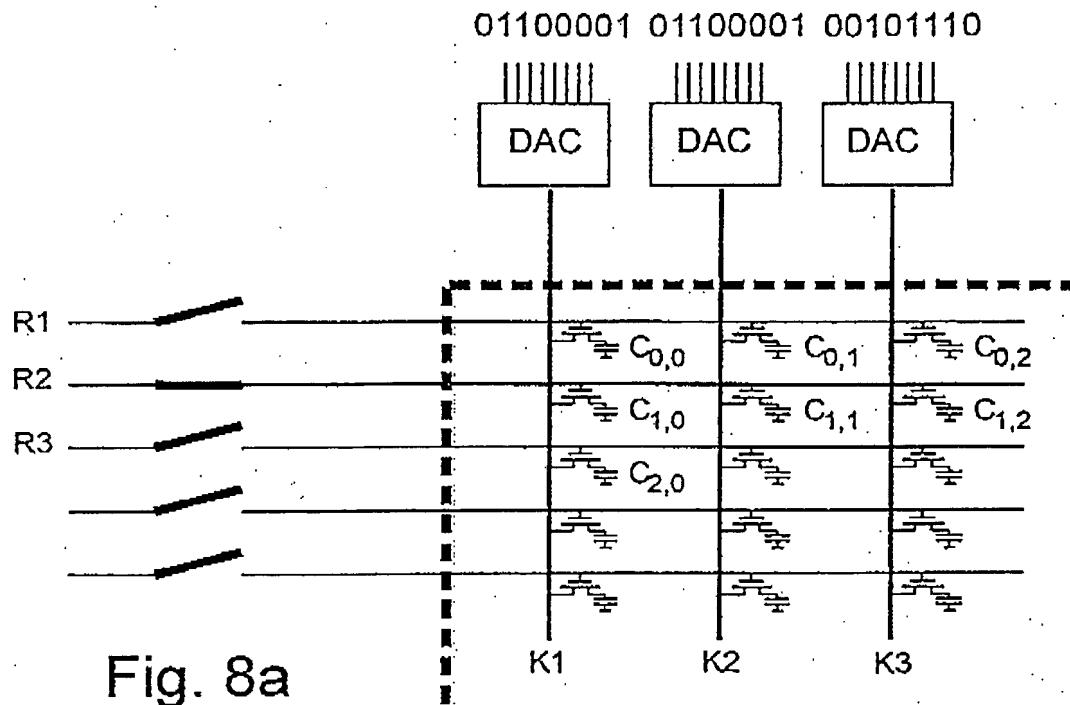 01100001 01100001 00101110
DAC DAC DAC
R1
C0,0 C0,1 C0,2
R2
C1,0 C1,1 C1,2
R3
C2,0
K1 K2 K3
Fig. 8a